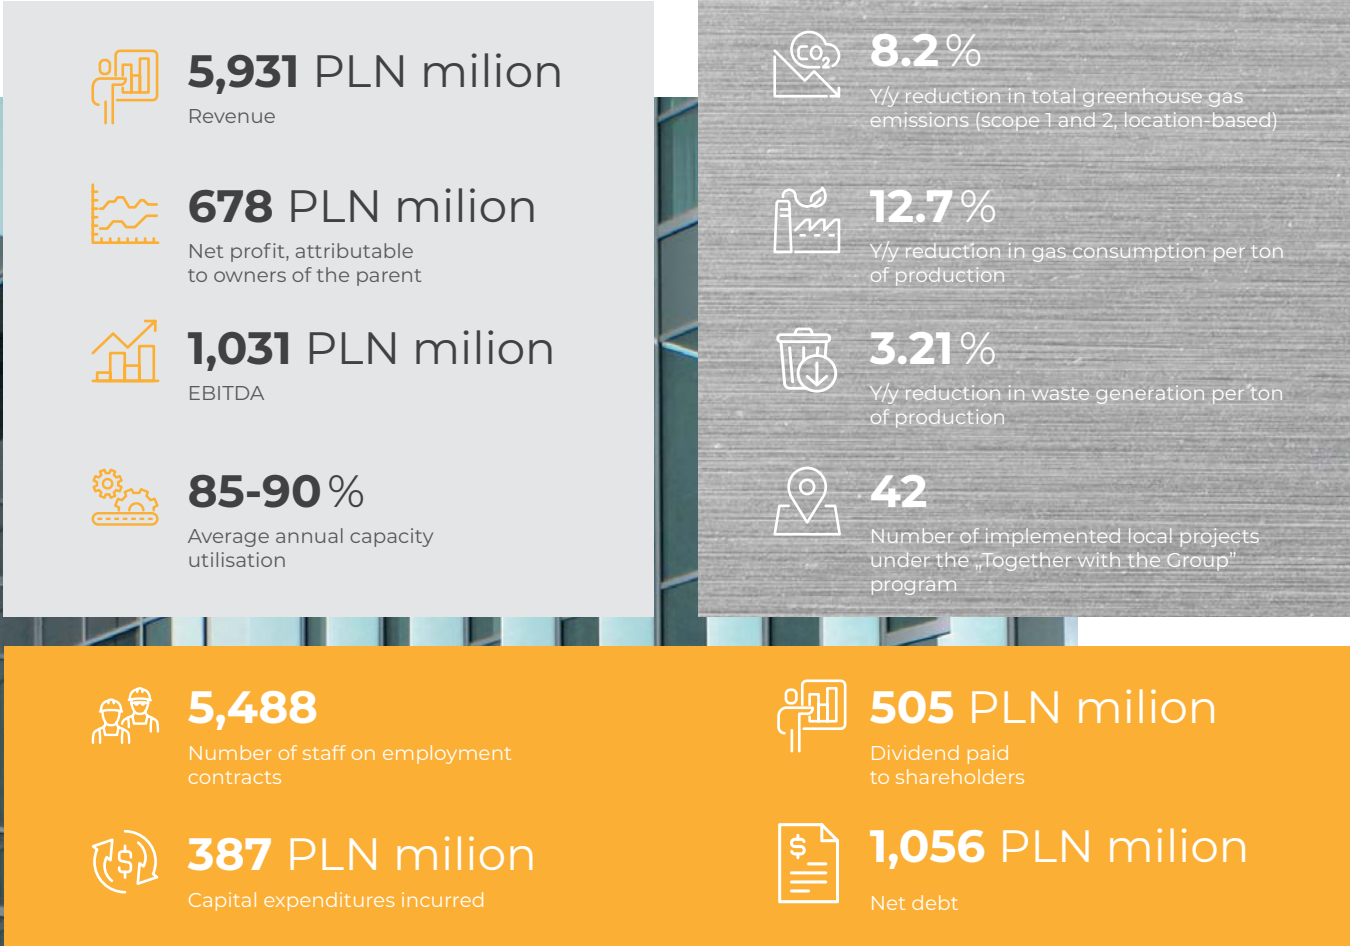 5,931 PLN milion
Revenue
678 PLN milion
Net profit, attributable
to owners of the parent
1,031 PLN milion
EBITDA
85-90 %
Average annual capacity
utilisation
CO2
8.2 %
Y/y reduction in total greenhouse gas
emissions (scope 1 and 2, location-based)
12.7 %
Y/y reduction in gas consumption per ton
of production
3.21 %
Y/y reduction in waste generation per ton
of production
42
Number of implemented local projects
under the „Together with the Group”
program
5,488
Number of staff on employment
contracts
$
387 PLN milion
Capital expenditures incurred
505 PLN milion
Dividend paid
to shareholders
$
1,056 PLN milion
Net debt